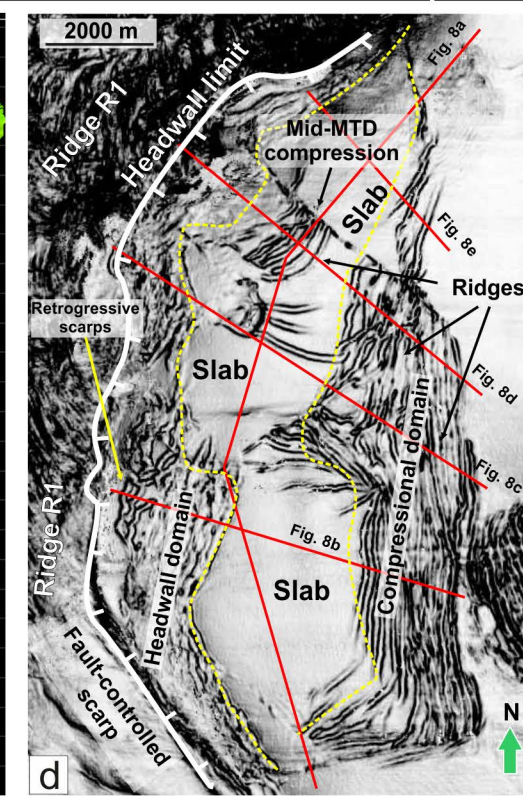 2000 m
Fig. 8a
Ridge R1
Headwall limit
Mid-MTD
compression
Slab
Fig. 8e
Ridges
Retrogressive
scarps
Slab
Fig. 8d
Compressional domain
Fig. 8c
Ridge R1
Headwall domain
Fig. 8b
Slab
Fault-controlled
scarp
N
d